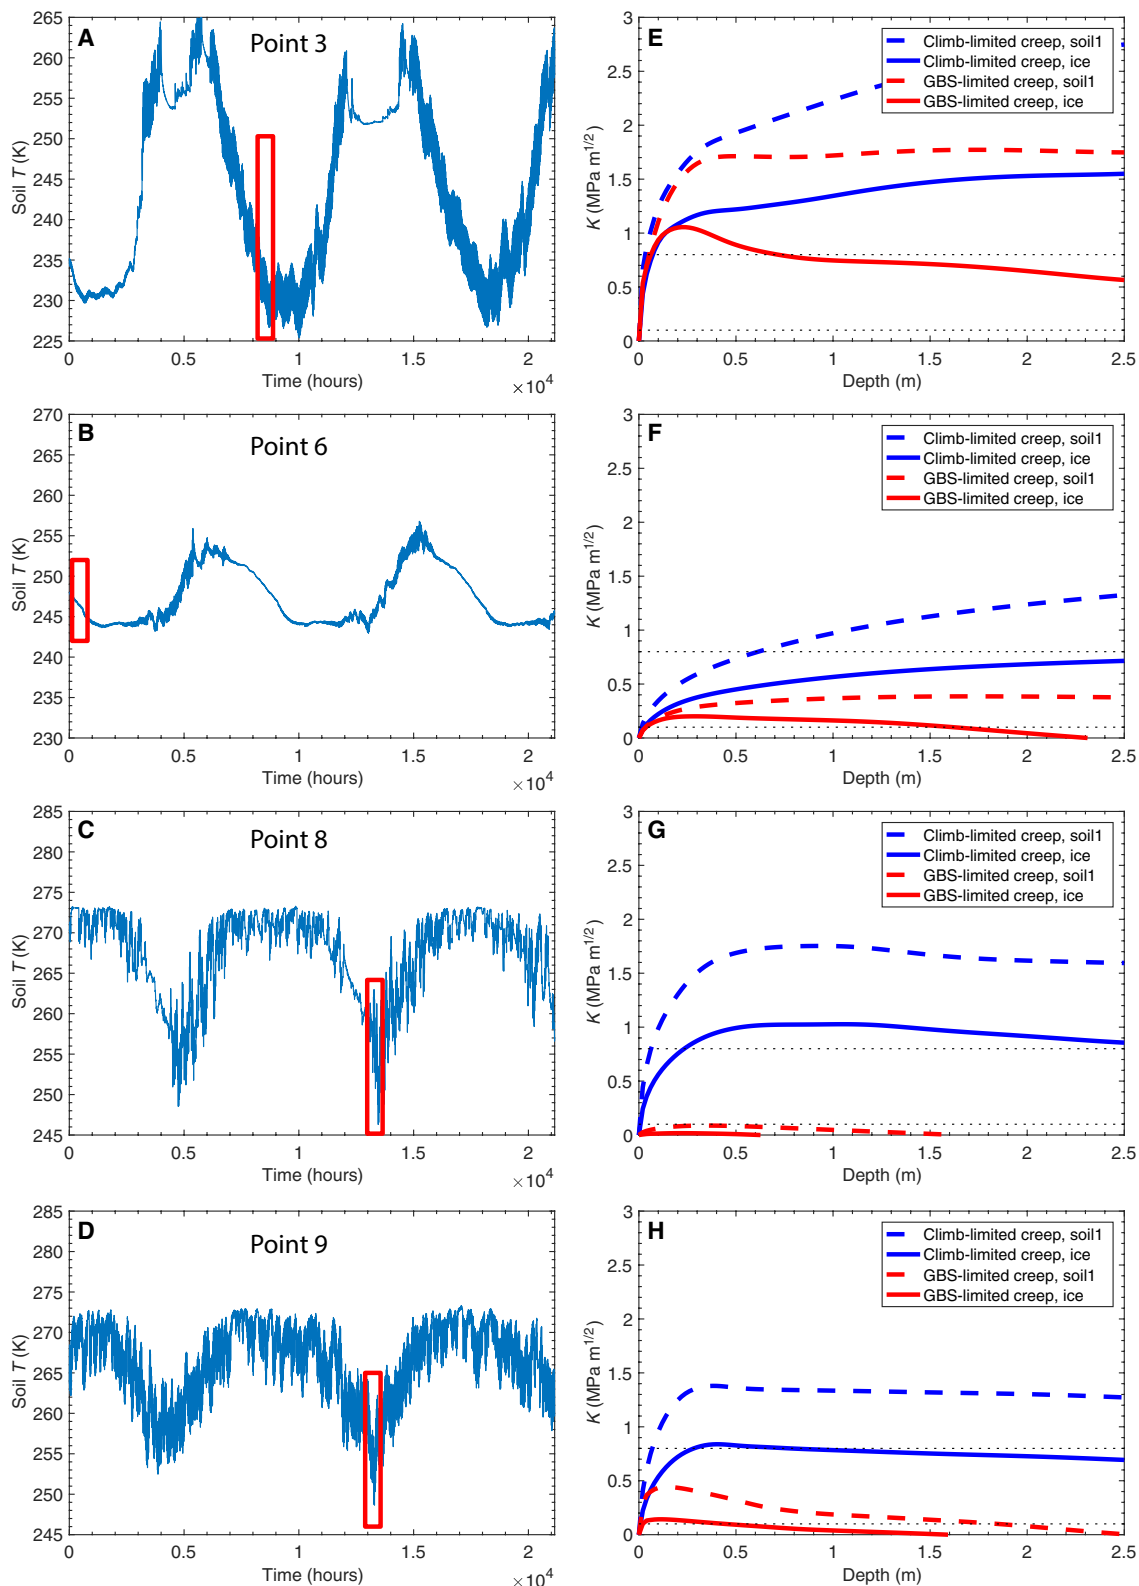 A
Point 3
Soil T (K)
265
260
255
250
245
240
235
230
225
0
0.5
1.0
1.5
2
Time (hours)
× 10⁴
E
Climb-limited creep, soil1
Climb-limited creep, ice
GBS-limited creep, soil1
GBS-limited creep, ice
K (MPa m^1/2)
3
2.5
2
1.5
1
0.5
0
0
0.5
1
1.5
2
2.5
Depth (m)
B
Point 6
Soil T (K)
270
265
260
255
250
245
240
235
230
0
0.5
1.0
1.5
2
Time (hours)
× 10⁴
F
Climb-limited creep, soil1
Climb-limited creep, ice
GBS-limited creep, soil1
GBS-limited creep, ice
K (MPa m^1/2)
3
2.5
2
1.5
1
0.5
0
0
0.5
1
1.5
2
2.5
Depth (m)
C
Point 8
Soil T (K)
285
280
275
270
265
260
255
250
245
0
0.5
1.0
1.5
2
Time (hours)
× 10⁴
G
Climb-limited creep, soil1
Climb-limited creep, ice
GBS-limited creep, soil1
GBS-limited creep, ice
K (MPa m^1/2)
3
2.5
2
1.5
1
0.5
0
0
0.5
1
1.5
2
2.5
Depth (m)
D
Point 9
Soil T (K)
285
280
275
270
265
260
255
250
245
0
0.5
1.0
1.5
2
Time (hours)
× 10⁴
H
Climb-limited creep, soil1
Climb-limited creep, ice
GBS-limited creep, soil1
GBS-limited creep, ice
K (MPa m^1/2)
3
2.5
2
1.5
1
0.5
0
0
0.5
1
1.5
2
2.5
Depth (m)